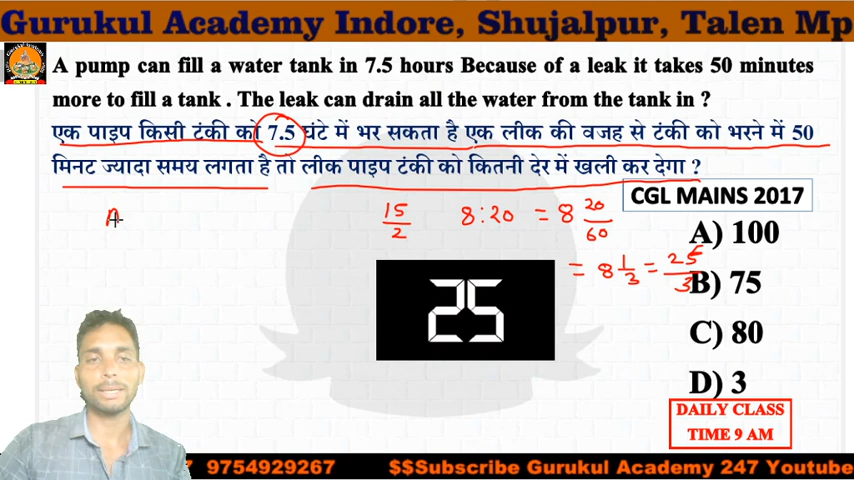 Gurukul Academy Indore, Shujalpur, Talen Mp
A pump can fill a water tank in 7.5 hours Because of a leak it takes 50 minutes
more to fill a tank . The leak can drain all the water from the tank in ?
एक पाइप किसी टंकी को 7.5 घंटे में भर सकता है एक लीक की वजह से टंकी को भरने में 50
मिनट ज्यादा समय लगता है तो लीक पाइप टंकी को कितनी देर में खली कर देगा ?
CGL MAINS 2017
15/2 8:20 = 8 20/60
= 8 1/3 = 25/3
A) 100
B) 75
C) 80
D) 3
25
DAILY CLASS
TIME 9 AM
9754929267 $$Subscribe Gurukul Academy 247 Youtube